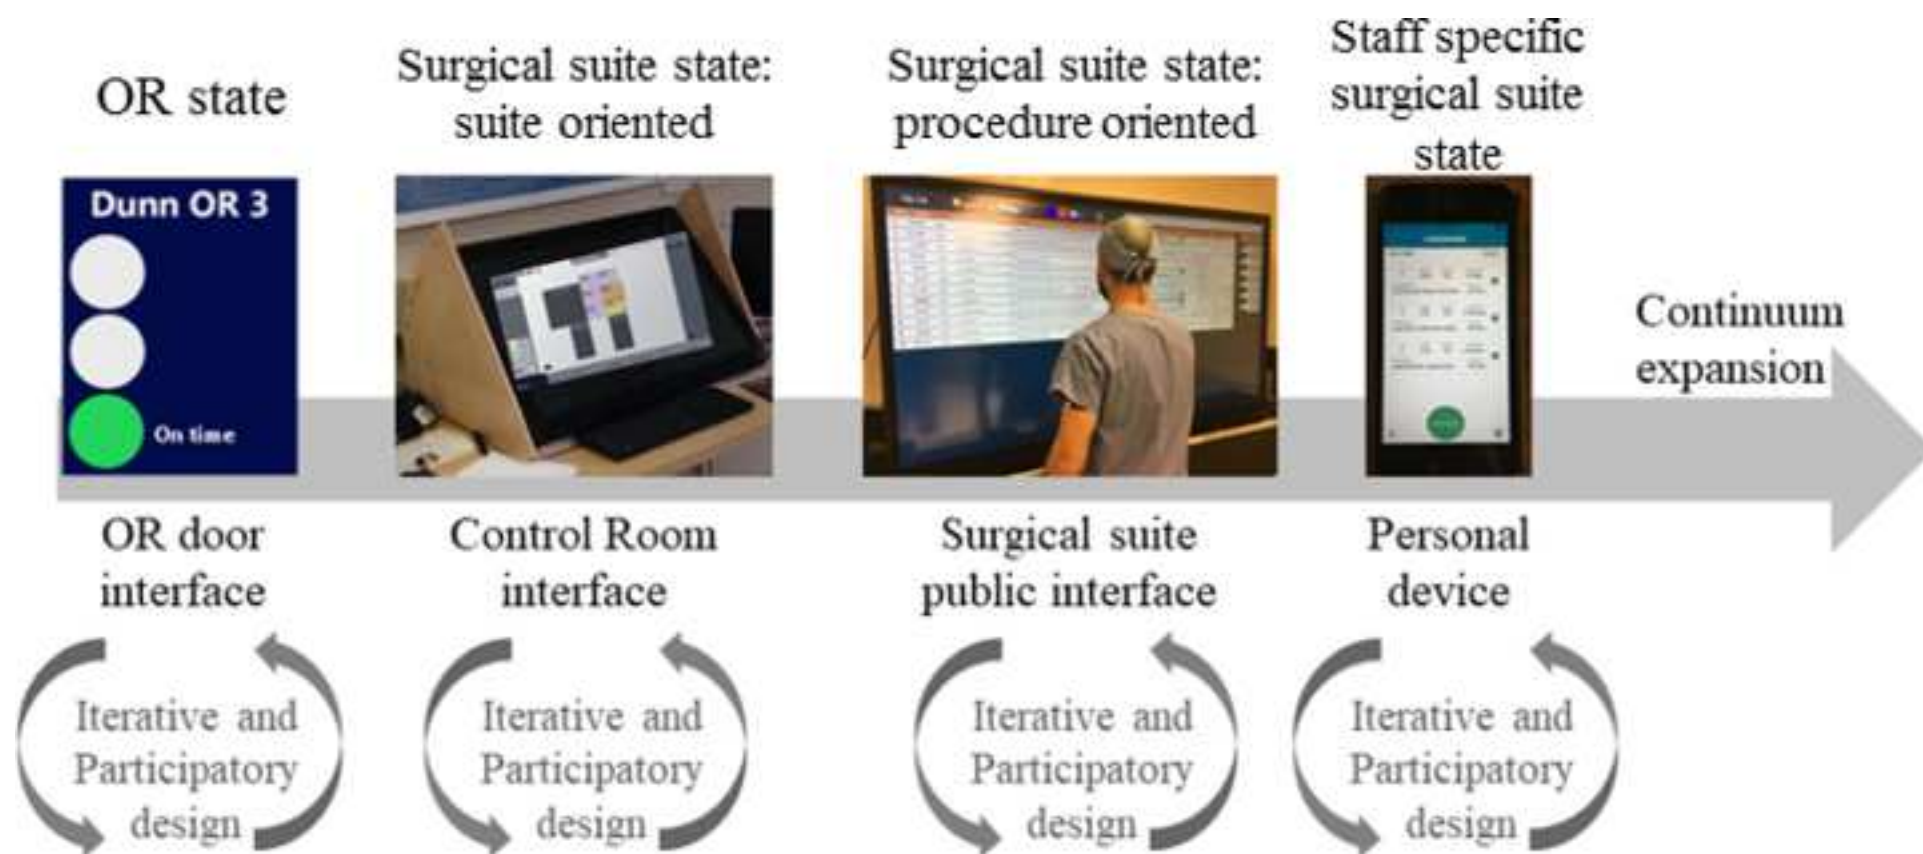 OR state
Surgical suite state:
suite oriented
Surgical suite state:
procedure oriented
Staff specific
surgical suite
state
Dunn OR 3
On time
Continuum
expansion
OR door
interface
Control Room
interface
Surgical suite
public interface
Personal
device
Iterative and
Participatory
design
Iterative and
Participatory
design
Iterative and
Participatory
design
Iterative and
Participatory
design